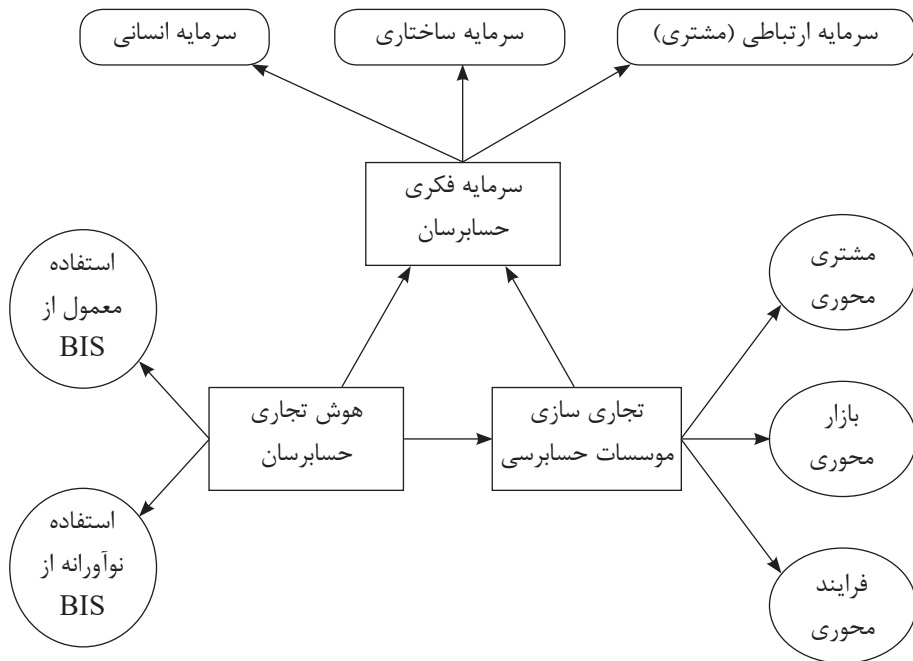 سرمایه ارتباطی (مشتری)
سرمایه ساختاری
سرمایه انسانی
سرمایه فکری
حسابرسان
مشتری
محوری
استفاده
معمول از
BIS
تجاری سازی
موسسات حسابرسی
هوش تجاری
حسابرسان
بازار
محوری
استفاده
نوآورانه از
BIS
فرایند
محوری